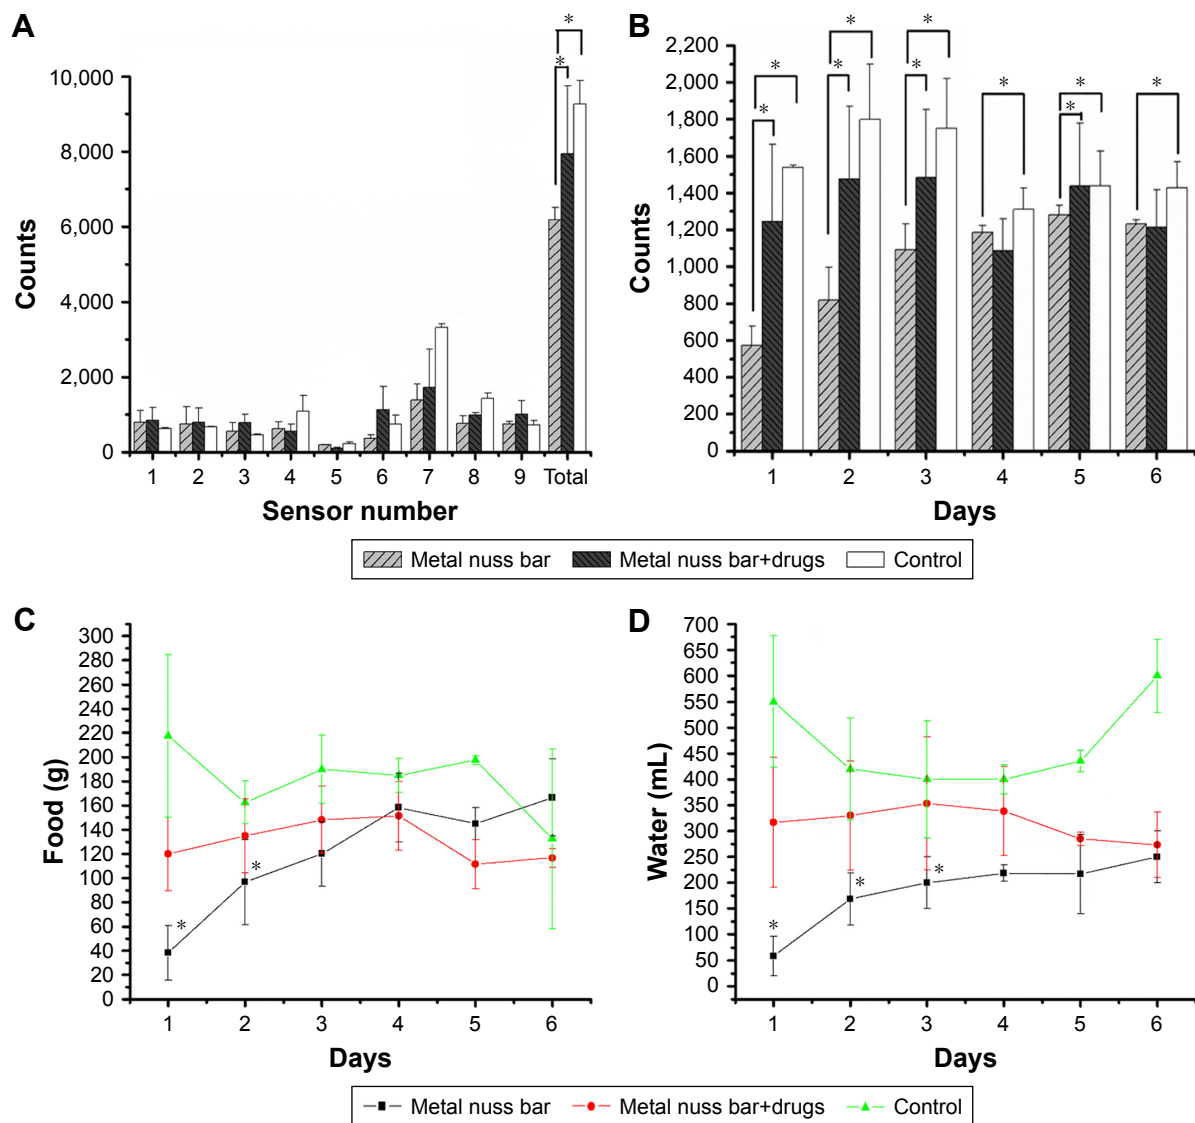 A
B
*
*
Counts
10,000
8,000
6,000
4,000
2,000
0
1 2 3 4 5 6 7 8 9 Total
Sensor number
* * *
* * * * *
* *
Counts
2,200
2,000
1,800
1,600
1,400
1,200
1,000
800
600
400
200
0
1 2 3 4 5 6
Days
Metal nuss bar Metal nuss bar+drugs Control
C
D
Food (g)
300
280
260
240
220
200
180
160
140
120
100
80
60
40
20
0
*
*
1 2 3 4 5 6
Days
Water (mL)
700
650
600
550
500
450
400
350
300
250
200
150
100
50
0
*
*
*
1 2 3 4 5 6
Days
Metal nuss bar Metal nuss bar+drugs Control